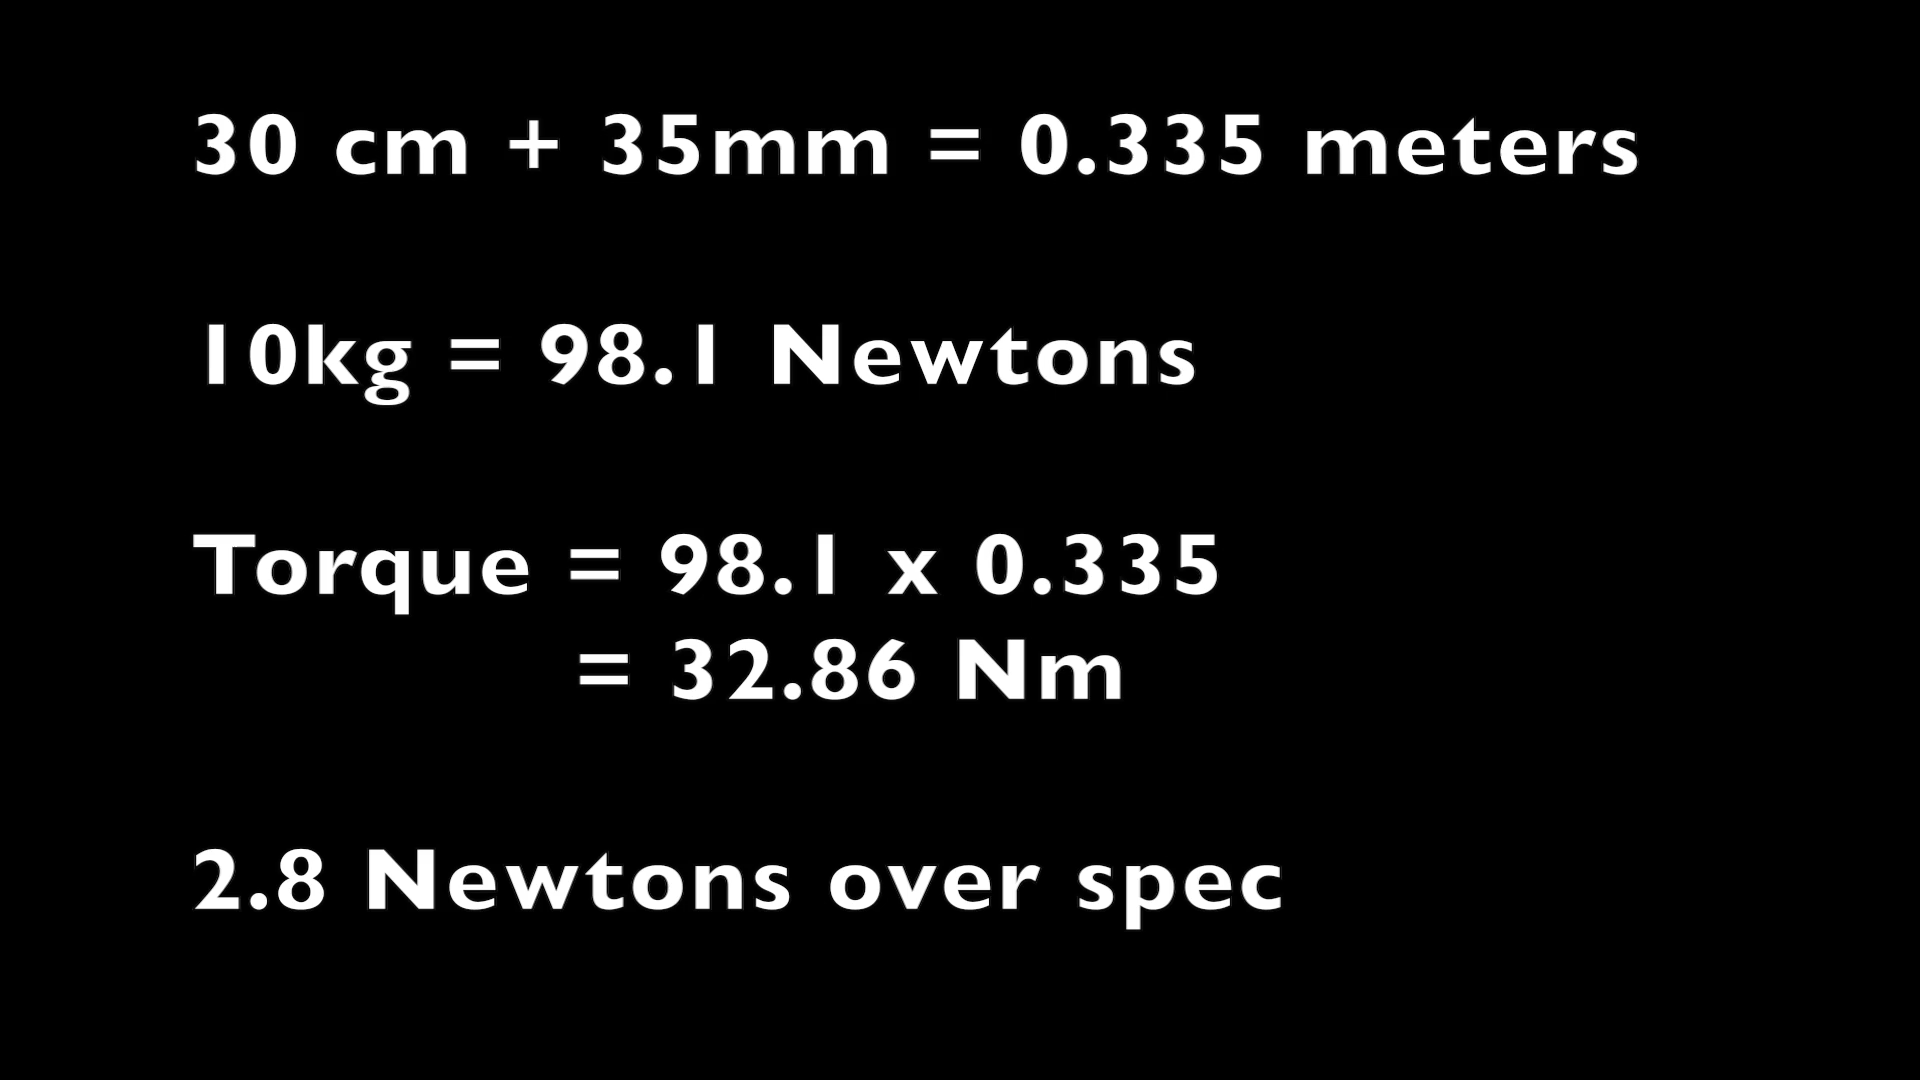 30 cm + 35mm = 0.335 meters
10kg = 98.1 Newtons
Torque = 98.1 x 0.335
= 32.86 Nm
2.8 Newtons over spec